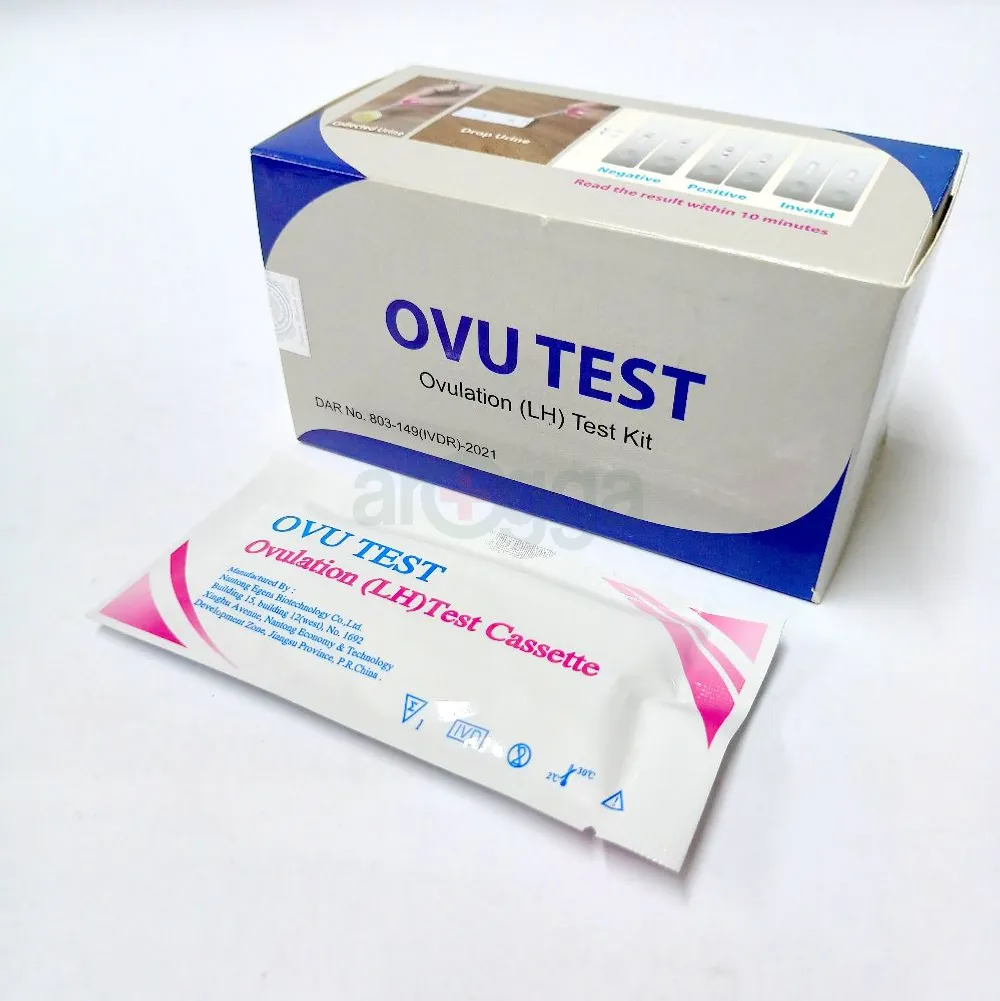 Collected Urine
Drop Urine
Negative
Positive
Invalid
Read the result within 10 minutes
OVU TEST
Ovulation (LH) Test Kit
DAR No. 803-149(IVDR)-2021
arogga
OVU TEST
Ovulation (LH)Test Cassette
Manufactured By :
Nantong Egens Biotechnology Co.,Ltd.
Building 15, building 12(west), No. 1692
Xinghu Avenue, Nantong Economy & Technology
Development Zone, Jiangsu Province, P.R.China .
Σ 1
IVD
2
2℃ 30℃